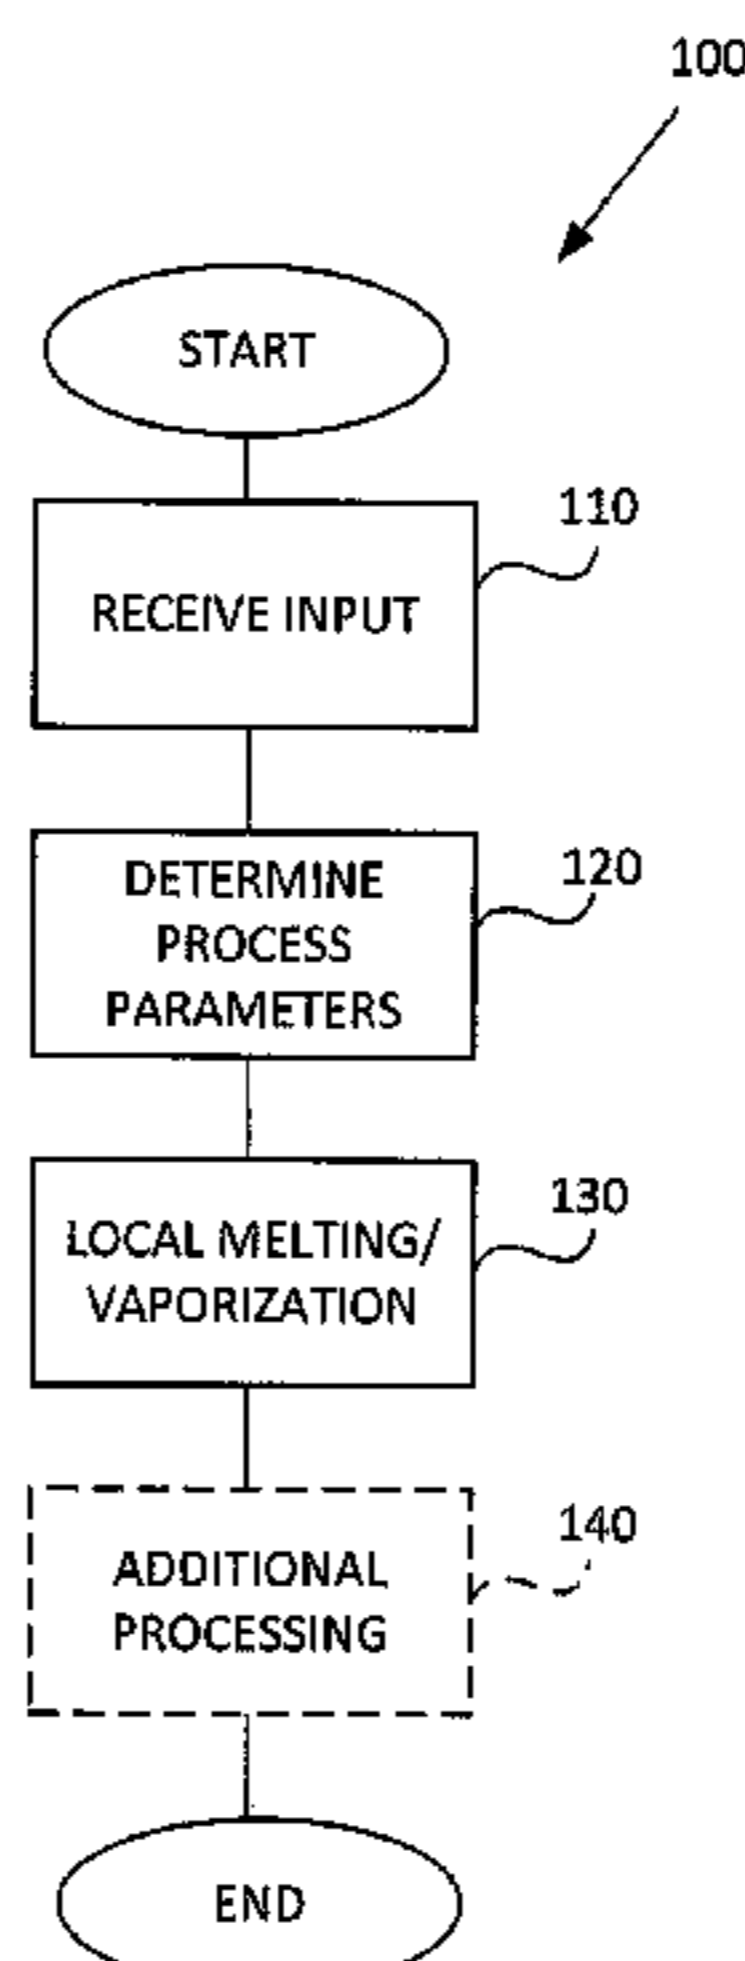 100
START
110
RECEIVE INPUT
120
DETERMINE
PROCESS
PARAMETERS
130
LOCAL MELTING/
VAPORIZATION
140
ADDITIONAL
PROCESSING
END